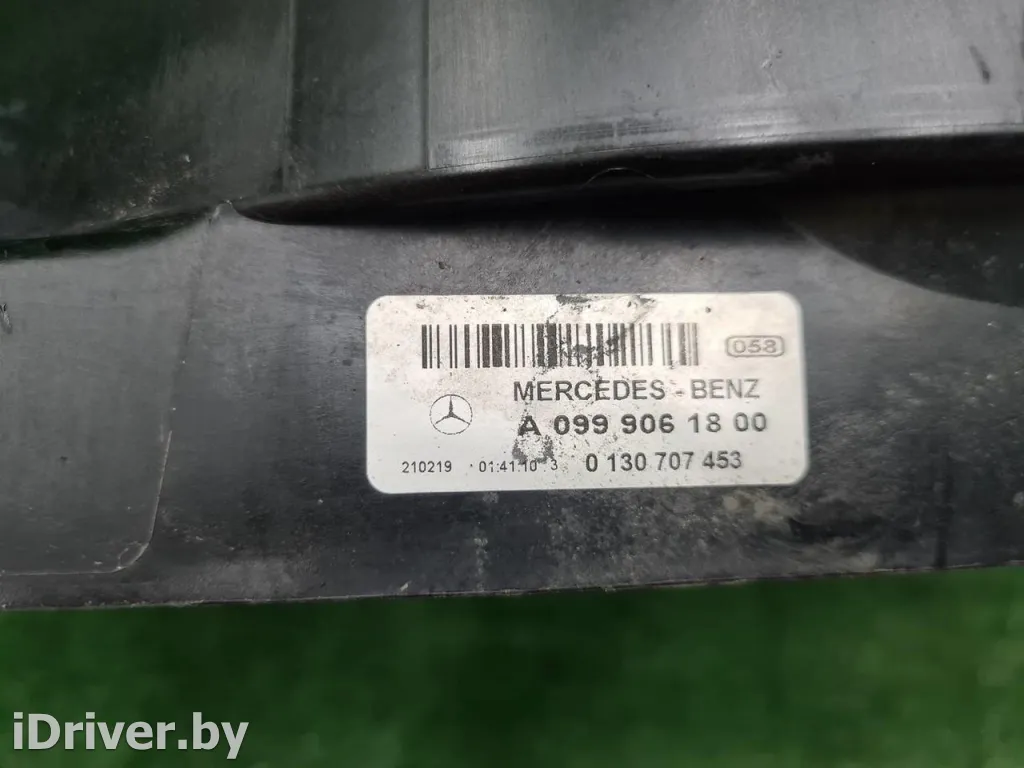 058
MERCEDES-BENZ
A 099 906 18 00
210219 01:41:10 3 0 130 707 453
iDriver.by